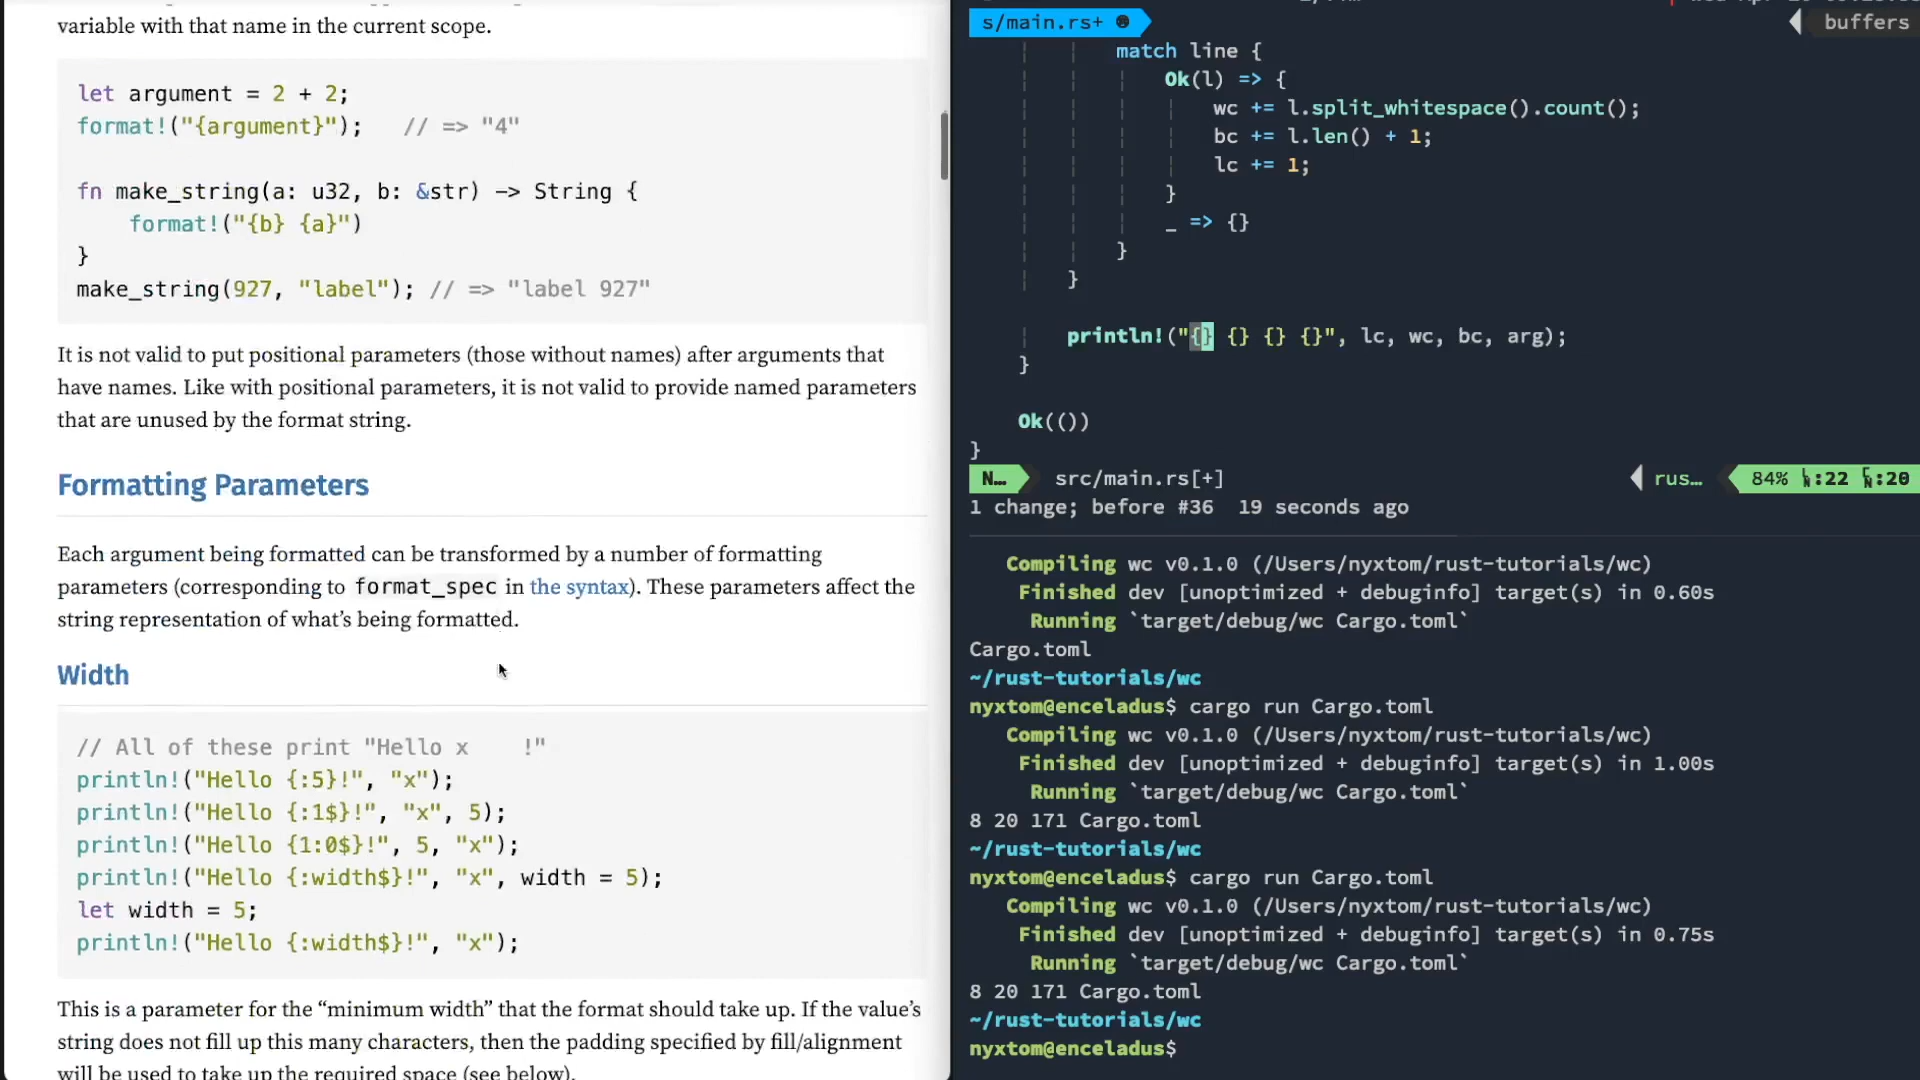 variable with that name in the current scope.
let argument = 2 + 2;
format!("{argument}");   // => "4"
fn make_string(a: u32, b: &str) -> String {
    format!("{b} {a}")
}
make_string(927, "label"); // => "label 927"
It is not valid to put positional parameters (those without names) after arguments that
have names. Like with positional parameters, it is not valid to provide named parameters
that are unused by the format string.
Formatting Parameters
Each argument being formatted can be transformed by a number of formatting
parameters (corresponding to format_spec in the syntax). These parameters affect the
string representation of what's being formatted.
Width
// All of these print "Hello x    !"
println!("Hello {:5}!", "x");
println!("Hello {:1$}!", "x", 5);
println!("Hello {1:0$}!", 5, "x");
println!("Hello {:width$}!", "x", width = 5);
let width = 5;
println!("Hello {:width$}!", "x");
This is a parameter for the “minimum width” that the format should take up. If the value's
string does not fill up this many characters, then the padding specified by fill/alignment
will be used to take up the required space (see below).
s/main.rs+
buffers
match line {
Ok(l) => {
wc += l.split_whitespace().count();
bc += l.len() + 1;
lc += 1;
}
_ => {}
}
}
println!("{} {} {} {}", lc, wc, bc, arg);
}
Ok(())
}
N… src/main.rs[+] rus… 84% :22 :20
1 change; before #36  19 seconds ago
Compiling wc v0.1.0 (/Users/nyxtom/rust-tutorials/wc)
Finished dev [unoptimized + debuginfo] target(s) in 0.60s
Running `target/debug/wc Cargo.toml`
Cargo.toml
~/rust-tutorials/wc
nyxtom@enceladus$ cargo run Cargo.toml
Compiling wc v0.1.0 (/Users/nyxtom/rust-tutorials/wc)
Finished dev [unoptimized + debuginfo] target(s) in 1.00s
Running `target/debug/wc Cargo.toml`
8 20 171 Cargo.toml
~/rust-tutorials/wc
nyxtom@enceladus$ cargo run Cargo.toml
Compiling wc v0.1.0 (/Users/nyxtom/rust-tutorials/wc)
Finished dev [unoptimized + debuginfo] target(s) in 0.75s
Running `target/debug/wc Cargo.toml`
8 20 171 Cargo.toml
~/rust-tutorials/wc
nyxtom@enceladus$